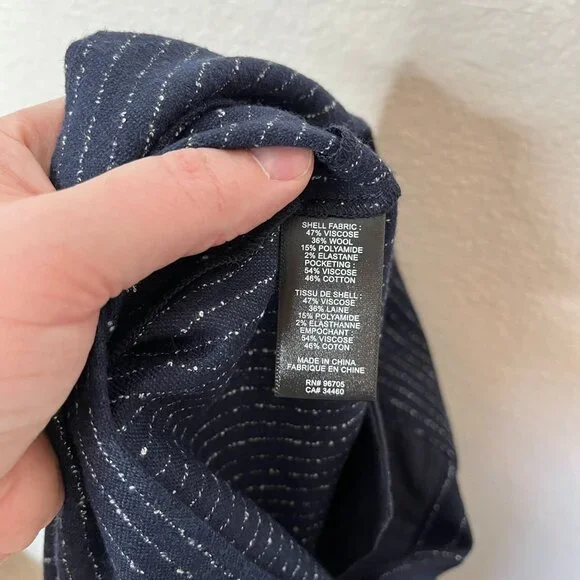 SHELL FABRIC :
47% VISCOSE
36% WOOL
15% POLYAMIDE
2% ELASTANE
POCKETING :
54% VISCOSE
46% COTTON
TISSU DE SHELL :
47% VISCOSE
36% LAINE
15% POLYAMIDE
2% ELASTHANNE
EMPOCHANT :
54% VISCOSE
46% COTON
MADE IN CHINA
FABRIQUE EN CHINE
RN# 96705
CA# 34460